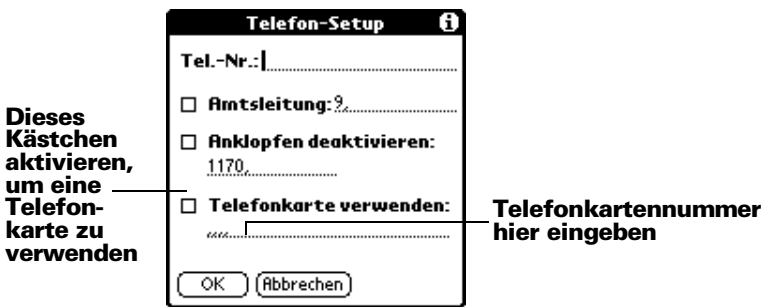 Telefon-Setup
Tel.-Nr.:
Amtsleitung: 9,
Anklopfen deaktivieren:
1170,
Telefonkarte verwenden:
,,,,
OK
Abbrechen
Dieses
Kästchen
aktivieren,
um eine
Telefon-
karte zu
verwenden
Telefonkartennummer
hier eingeben